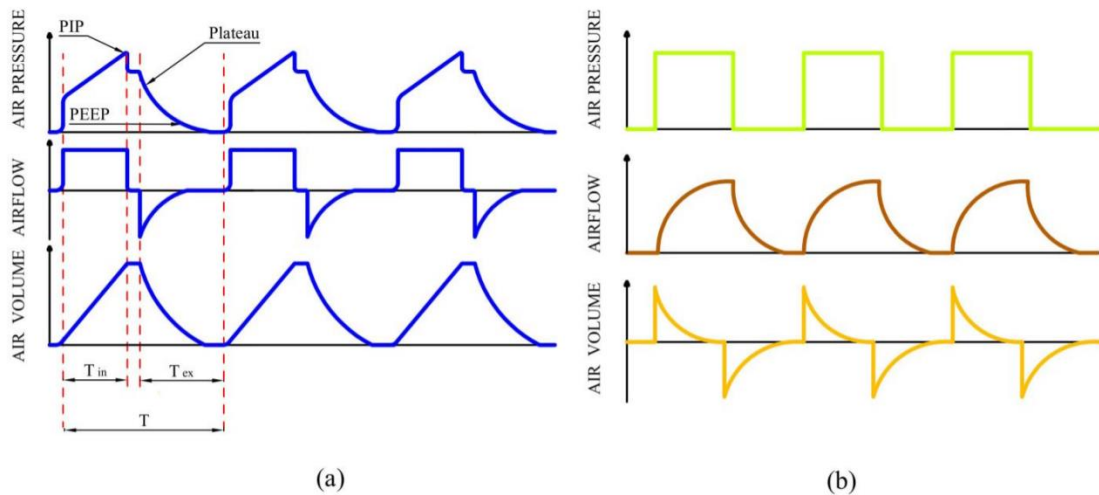 PIP
Plateau
PEEP
AIR PRESSURE
AIRFLOW
AIR VOLUME
T in
T ex
T
(a)
AIR PRESSURE
AIRFLOW
AIR VOLUME
(b)